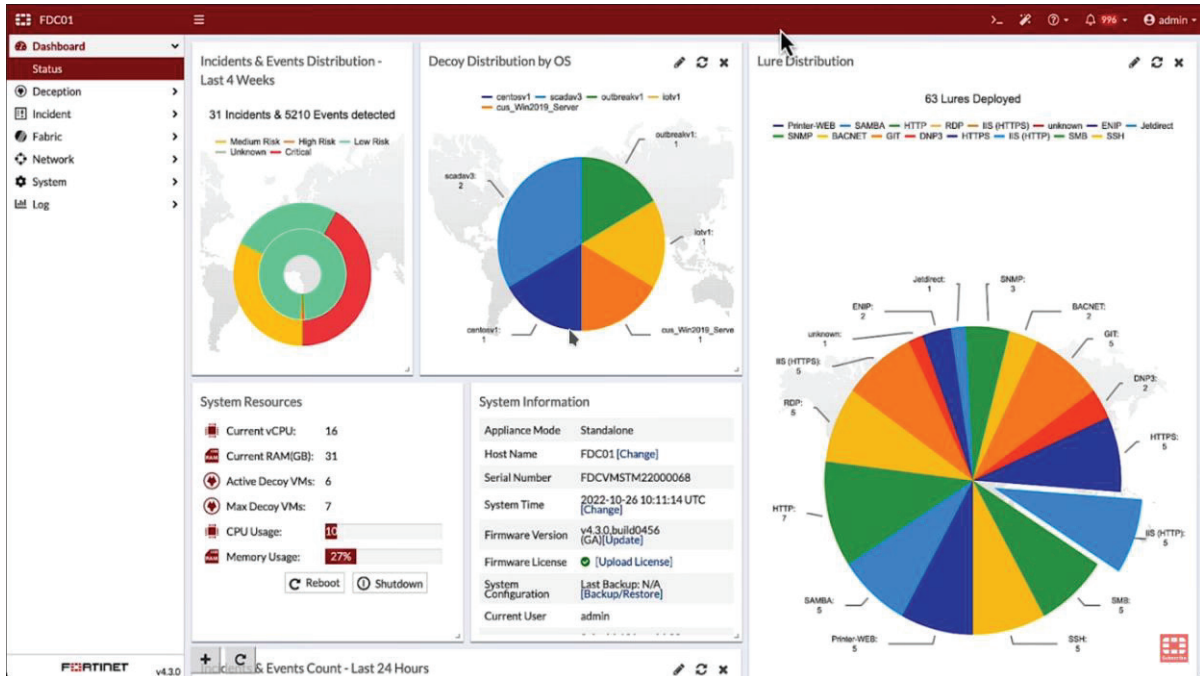 FDC01
996
admin
Dashboard
Status
Deception
Incident
Fabric
Network
System
Log
Incidents & Events Distribution -
Last 4 Weeks
31 Incidents & 5210 Events detected
Medium Risk High Risk Low Risk
Unknown Critical
Decoy Distribution by OS
centosv1 scadav3 outbreakv1 iotv1
cus_Win2019_Server
outbreakv1:
1
scadav3:
2
iotv1:
1
centosv1:
1
cus_Win2019_Serve
1
Lure Distribution
63 Lures Deployed
Printer-WEB SAMBA HTTP RDP IIS (HTTPS) unknown ENIP Jetdirect
SNMP BACNET GIT DNP3 HTTPS IIS (HTTP) SMB SSH
Jetdirect:
1
SNMP:
3
ENIP:
2
BACNET:
2
unknown:
1
GIT:
5
IIS (HTTPS):
5
DNP3:
2
RDP:
5
HTTPS:
5
HTTP:
7
IIS (HTTP):
5
SAMBA:
5
SMB:
5
Printer-WEB:
5
SSH:
5
System Resources
Current vCPU: 16
Current RAM(GB): 31
Active Decoy VMs: 6
Max Decoy VMs: 7
CPU Usage: 10
Memory Usage: 27%
Reboot Shutdown
System Information
Appliance Mode Standalone
Host Name FDC01 [Change]
Serial Number FDCVMSTM22000068
System Time 2022-10-26 10:11:14 UTC
[Change]
Firmware Version v4.3.0,build0456
(GA)[Update]
Firmware License [Upload License]
System
Configuration Last Backup: N/A
[Backup/Restore]
Current User admin
& Events Count - Last 24 Hours
FORTINET v4.3.0
Subscribe